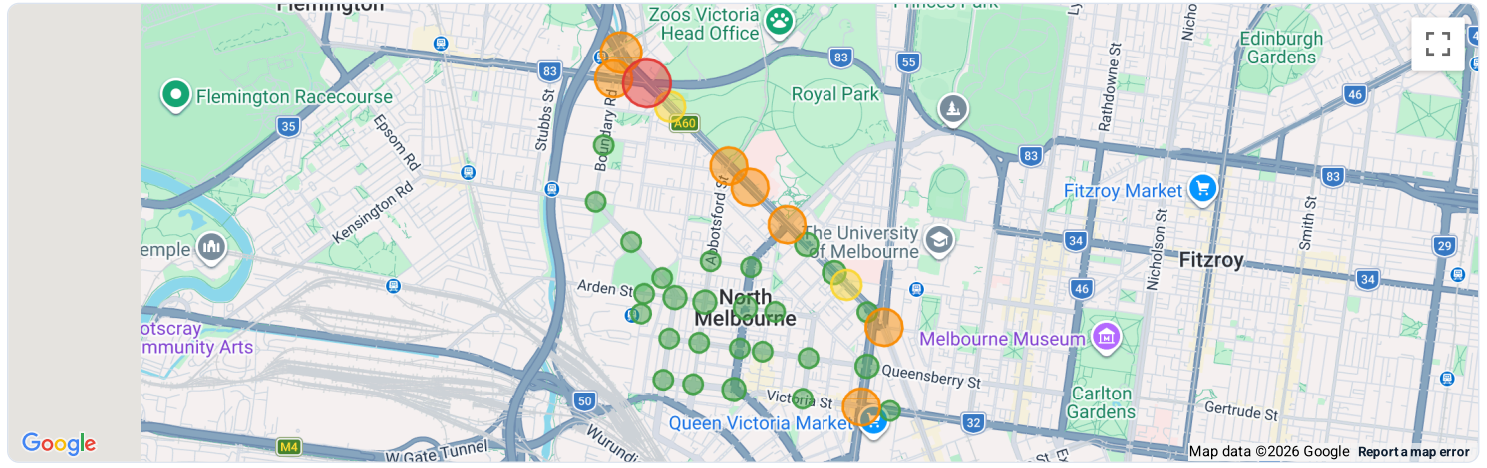 Flemington
Zoos Victoria
Head Office
Princes Park
Nicho
Edinburgh
Gardens
83
83
55
4
Flemington Racecourse
Stubbs St
Boundary Rd
Royal Park
Rathdowne St
46
35
Epsom Rd
A60
83
83
Kensington Rd
Abbotsford St
Fitzroy Market
Smith St
emple
The University
of Melbourne
34
Nicholson St
29
Fitzroy
34
Arden St
46
North
Melbourne
otscray
mmunity Arts
Melbourne Museum
Queensberry St
50
Victoria St
Carlton
Gardens
Gertrude St
Queen Victoria Market
32
Google
M4
W Gate Tunnel
Wurund
Map data ©2026 Google
Report a map error